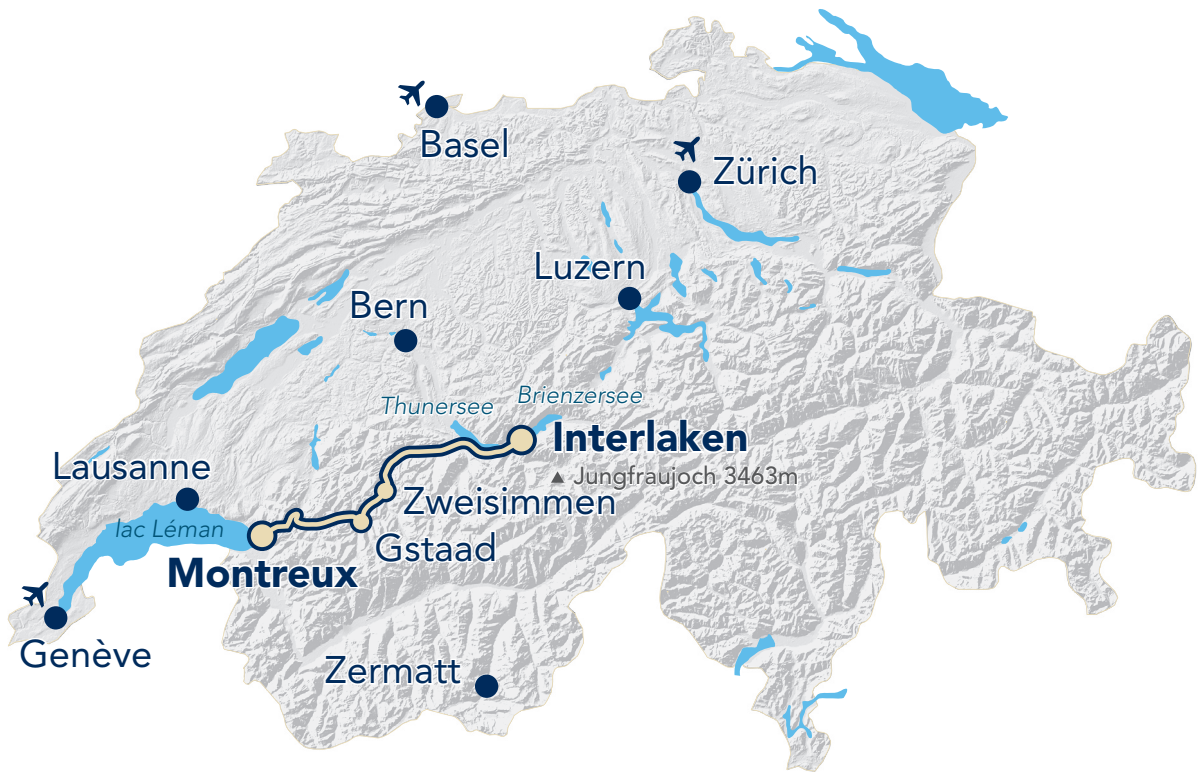 Basel
Zürich
Luzern
Bern
Brienzersee
Thunersee
Interlaken
Lausanne
▲ Jungfraujoch 3463m
Zweisimmen
lac Léman
Gstaad
Montreux
Genève
Zermatt